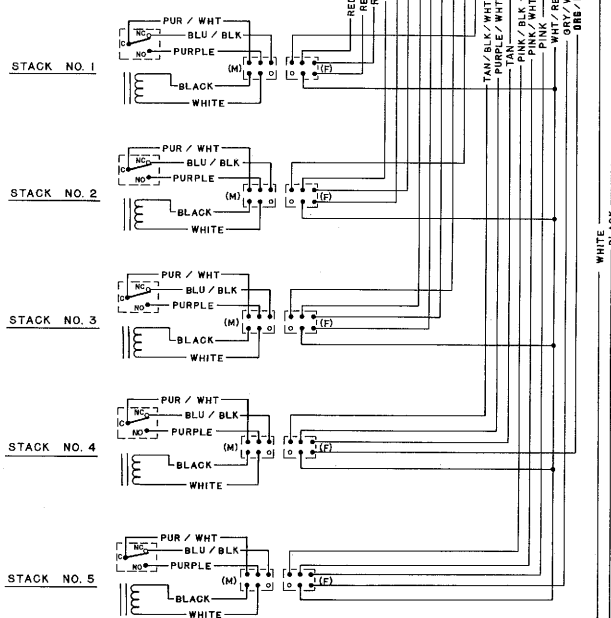 RED
RE
R
TAN/BLK/WHT
PURPLE/WHT
TAN
PINK/BLK
PINK/WHT
PINK
WHT/RE
GRY/
ORG/
WHITE
BLACK
PUR / WHT
NC
BLU / BLK
C
NO
PURPLE
STACK NO. 1
(M)
(F)
BLACK
WHITE
PUR / WHT
NC
BLU / BLK
C
NO
PURPLE
STACK NO. 2
(M)
(F)
BLACK
WHITE
PUR / WHT
NC
BLU / BLK
C
NO
PURPLE
STACK NO. 3
(M)
(F)
BLACK
WHITE
PUR / WHT
NC
BLU / BLK
C
NO
PURPLE
STACK NO. 4
(M)
(F)
BLACK
WHITE
PUR / WHT
NC
BLU / BLK
C
NO
PURPLE
STACK NO. 5
(M)
(F)
BLACK
WHITE